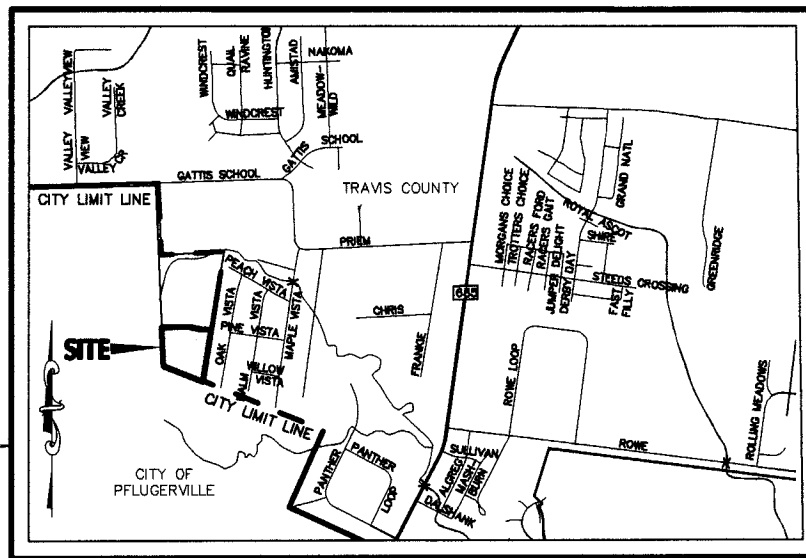 VALLEYVIEW
VALLEY
VALLEY
CREEK
VIEW
VALLEY CR
WINDCREST
QUAIL
RAVINE
HUNTINGTON
AMISTAD
NAKOMA
MEADOW-
WILD
WINDCREST
GATTIS SCHOOL
GATTIS SCHOOL
CITY LIMIT LINE
TRAVIS COUNTY
PRIEM
GRAND NATL
ROYAL ASCOT
SHIRE
MORGANS CHOICE
TROTTERS CHOICE
RACERS FORD
RACERS GAIT
JUMPER DELIGHT
DERBY DAY
STEEDS CROSSING
FAST
FILLY
GREENRIDGE
685
PEACH VISTA
OAK VISTA
VISTA
PALM
PINE VISTA
MAPLE VISTA
WILLOW
VISTA
CHRIS
FRANKIE
SITE
CITY LIMIT LINE
ROWE LOOP
ROWE
ROLLING MEADOWS
CITY OF
PFLUGERVILLE
PANTHER
PANTHER
LOOP
SULLIVAN
ALGREG
MASH-
BURN
DALSHANK